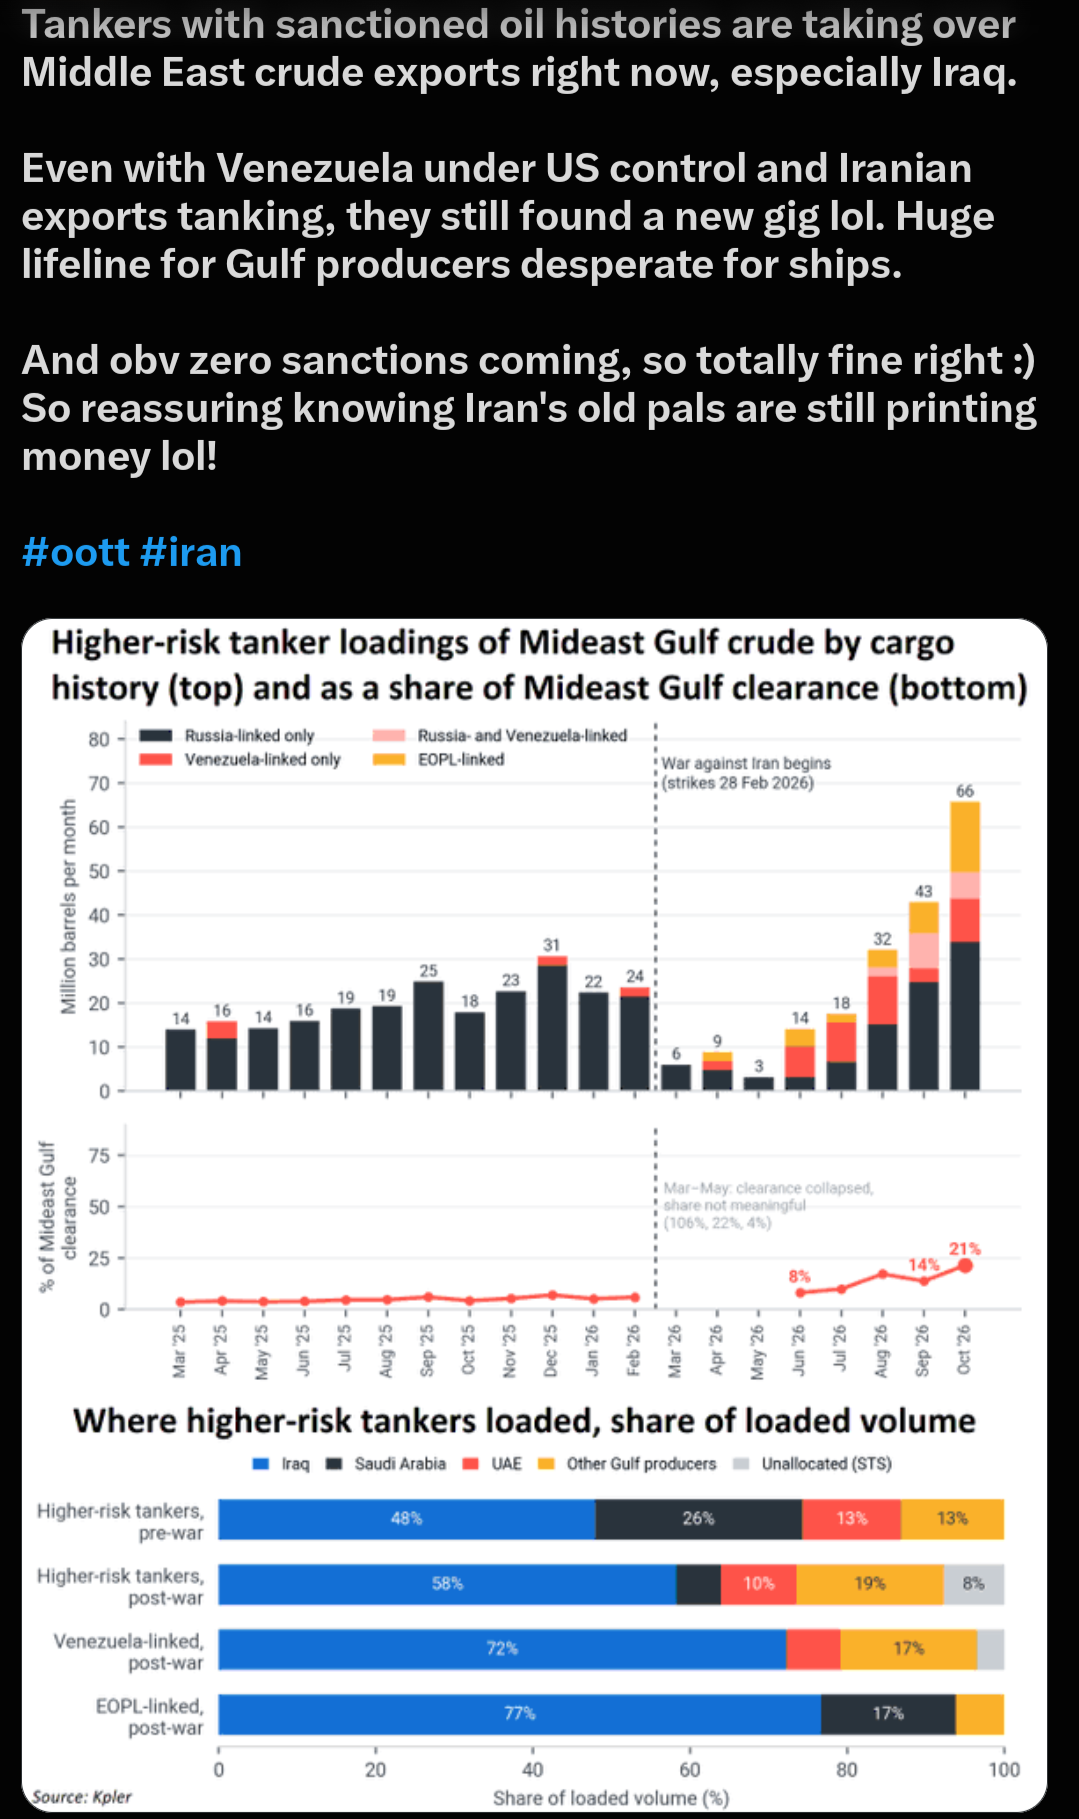 Tankers with sanctioned oil histories are taking over
Middle East crude exports right now, especially Iraq.
Even with Venezuela under US control and Iranian
exports tanking, they still found a new gig lol. Huge
lifeline for Gulf producers desperate for ships.
And obv zero sanctions coming, so totally fine right :)
So reassuring knowing Iran's old pals are still printing
money lol!
#oott #iran
Higher-risk tanker loadings of Mideast Gulf crude by cargo
history (top) and as a share of Mideast Gulf clearance (bottom)
Russia-linked only
Russia- and Venezuela-linked
Venezuela-linked only
EOPL-linked
War against Iran begins
(strikes 28 Feb 2026)
Million barrels per month
80
70
60
50
40
30
20
10
0
14
16
14
16
19
19
25
18
23
31
22
24
6
9
3
14
18
32
43
66
% of Mideast Gulf
clearance
75
50
25
0
Mar–May: clearance collapsed,
share not meaningful
(106%, 22%, 4%)
8%
14%
21%
Mar '25
Apr '25
May '25
Jun '25
Jul '25
Aug '25
Sep '25
Oct '25
Nov '25
Dec '25
Jan '26
Feb '26
Mar '26
Apr '26
May '26
Jun '26
Jul '26
Aug '26
Sep '26
Oct '26
Where higher-risk tankers loaded, share of loaded volume
Iraq
Saudi Arabia
UAE
Other Gulf producers
Unallocated (STS)
Higher-risk tankers,
pre-war
48%
26%
13%
13%
Higher-risk tankers,
post-war
58%
10%
19%
8%
Venezuela-linked,
post-war
72%
17%
EOPL-linked,
post-war
77%
17%
0
20
40
60
80
100
Share of loaded volume (%)
Source: Kpler